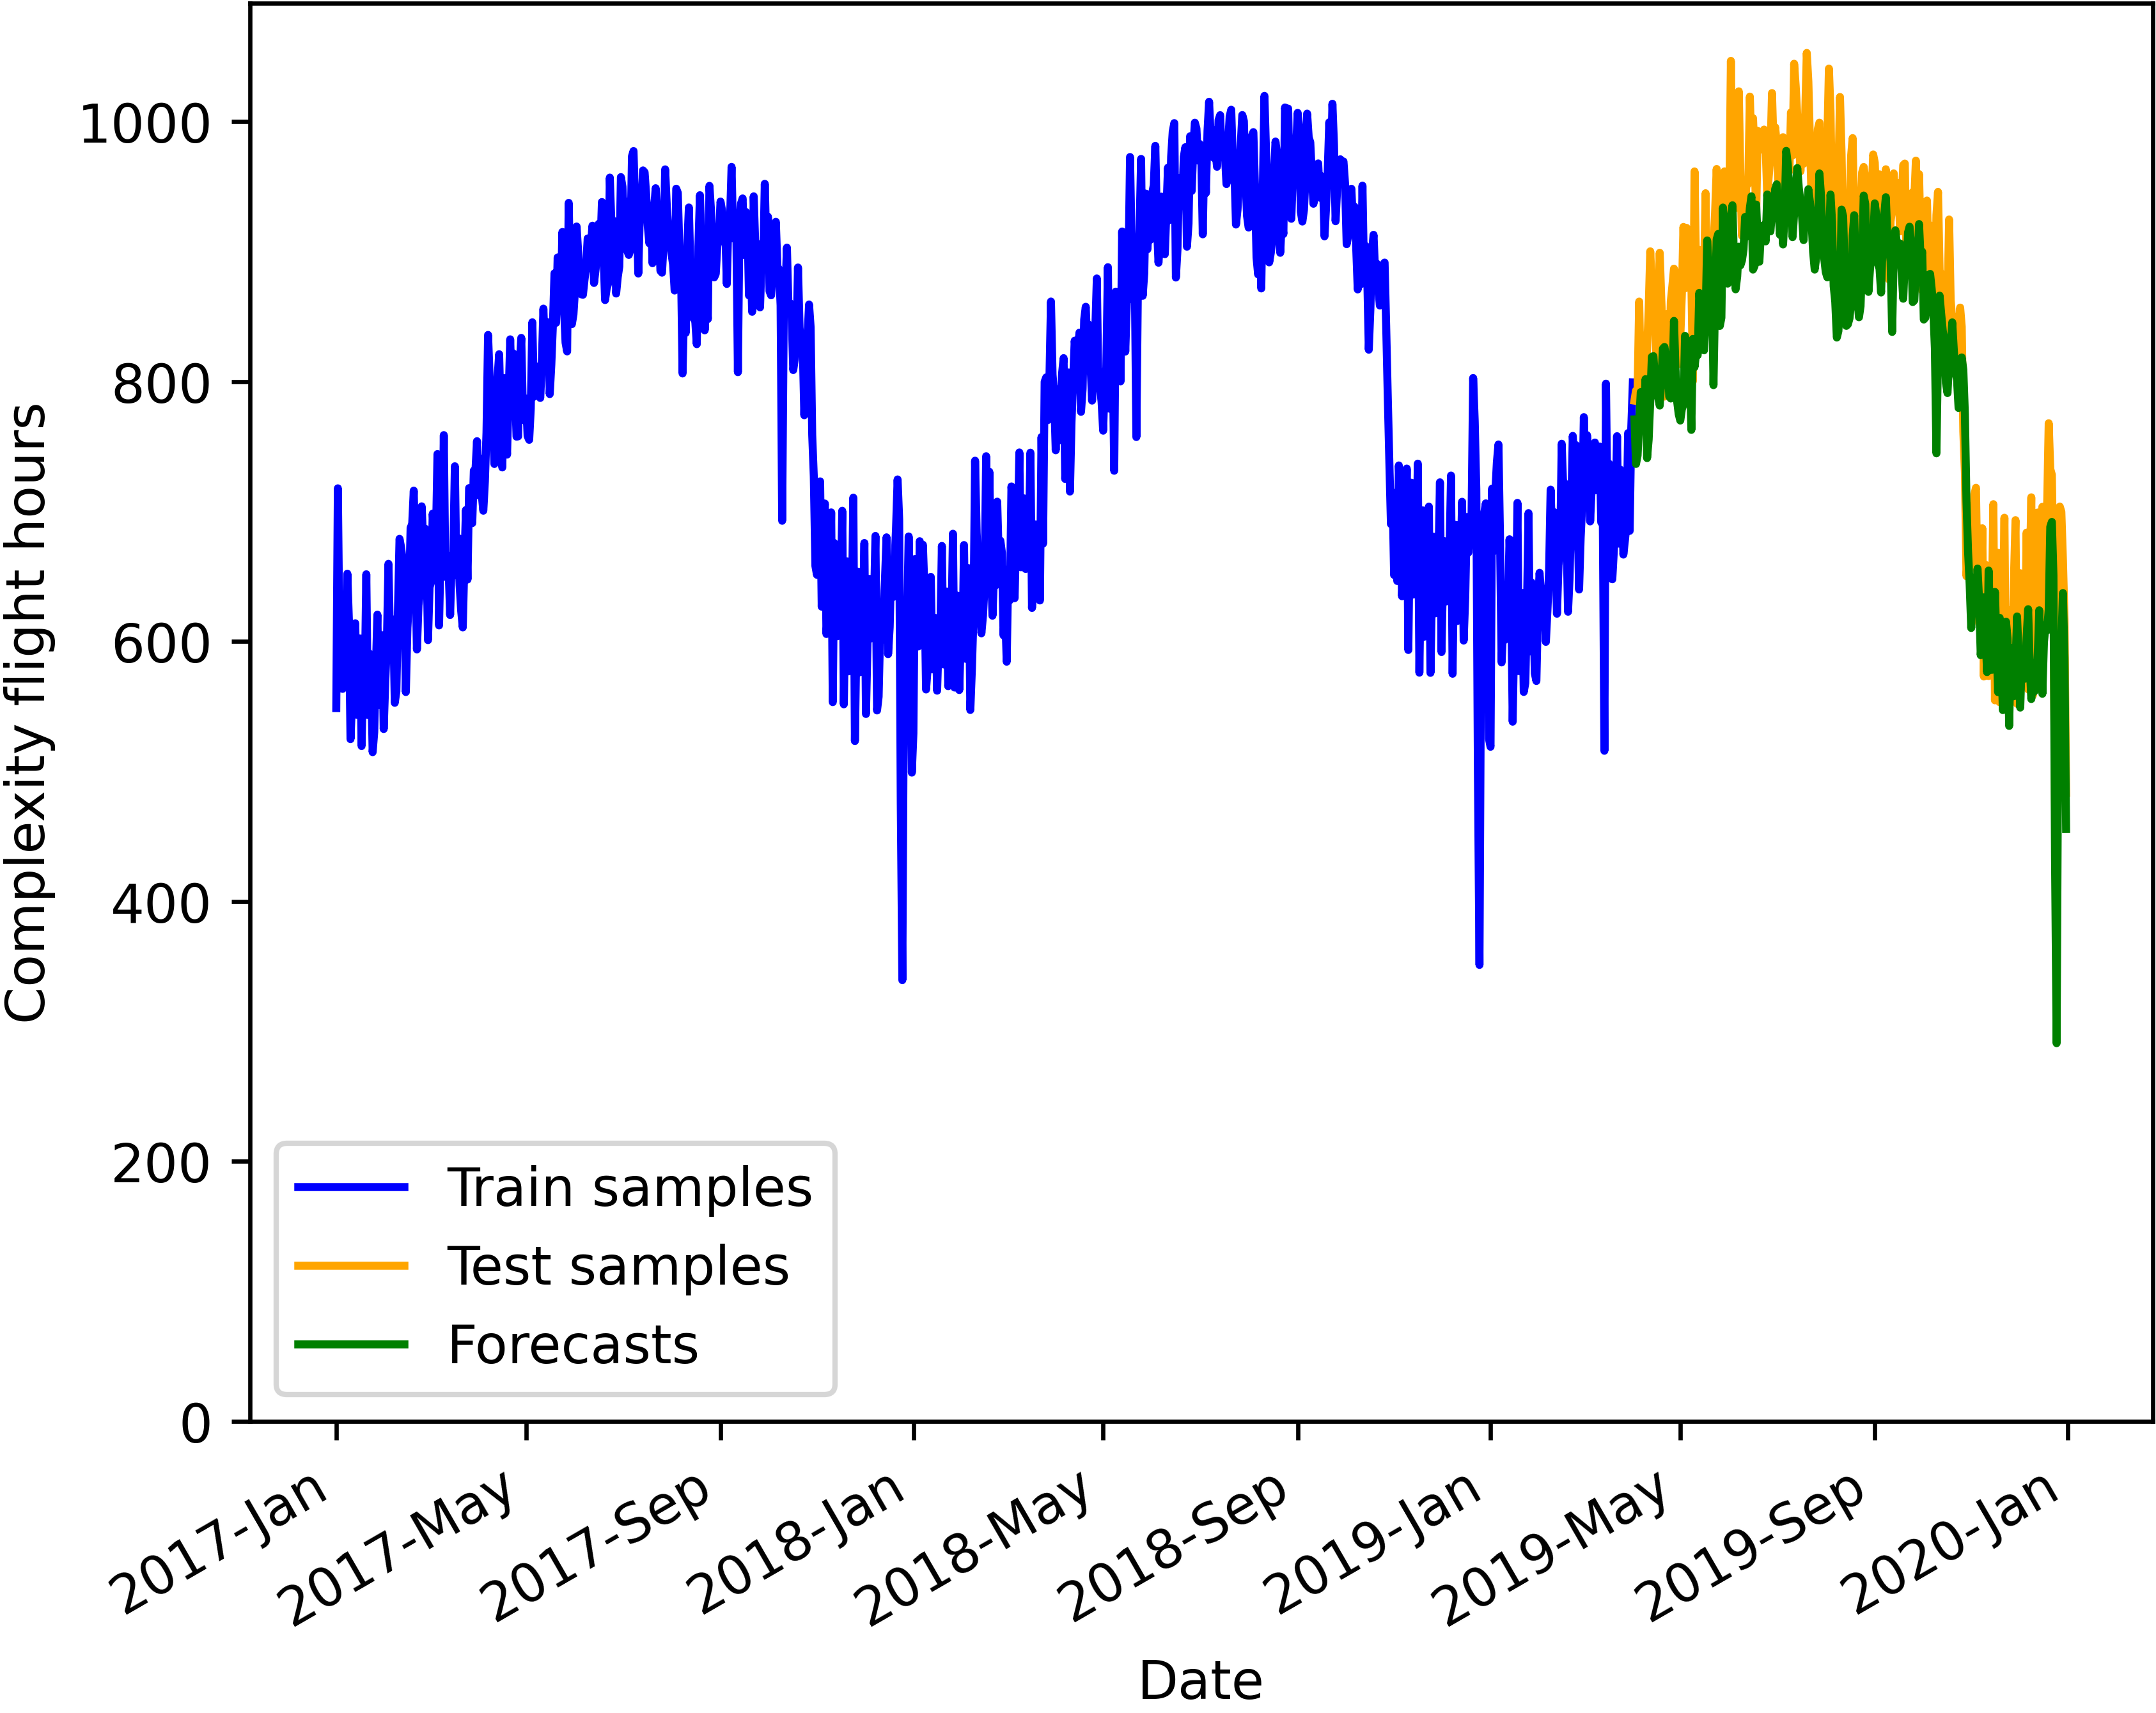 Complexity flight hours
1000
800
600
400
200
0
Train samples
Test samples
Forecasts
2017-Jan
2017-May
2017-Sep
2018-Jan
2018-May
2018-Sep
2019-Jan
2019-May
2019-Sep
2020-Jan
Date